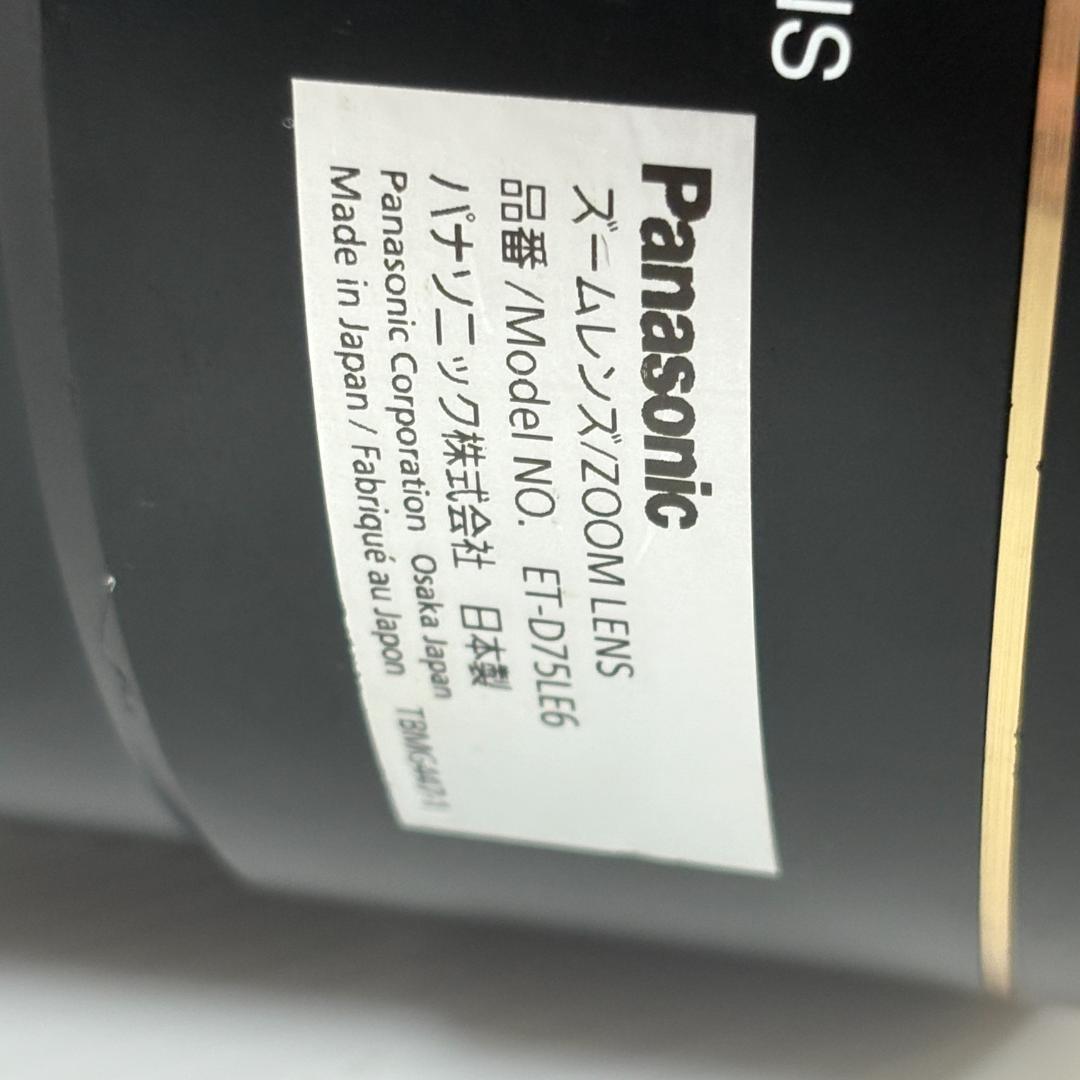 Panasonic
ズームレンズ/ZOOM LENS
品番 /Model NO. ET-D75LE6
パナソニック株式会社 日本製
Panasonic Corporation Osaka Japan
Made in Japan / Fabriqué au Japon TBMG4447-1